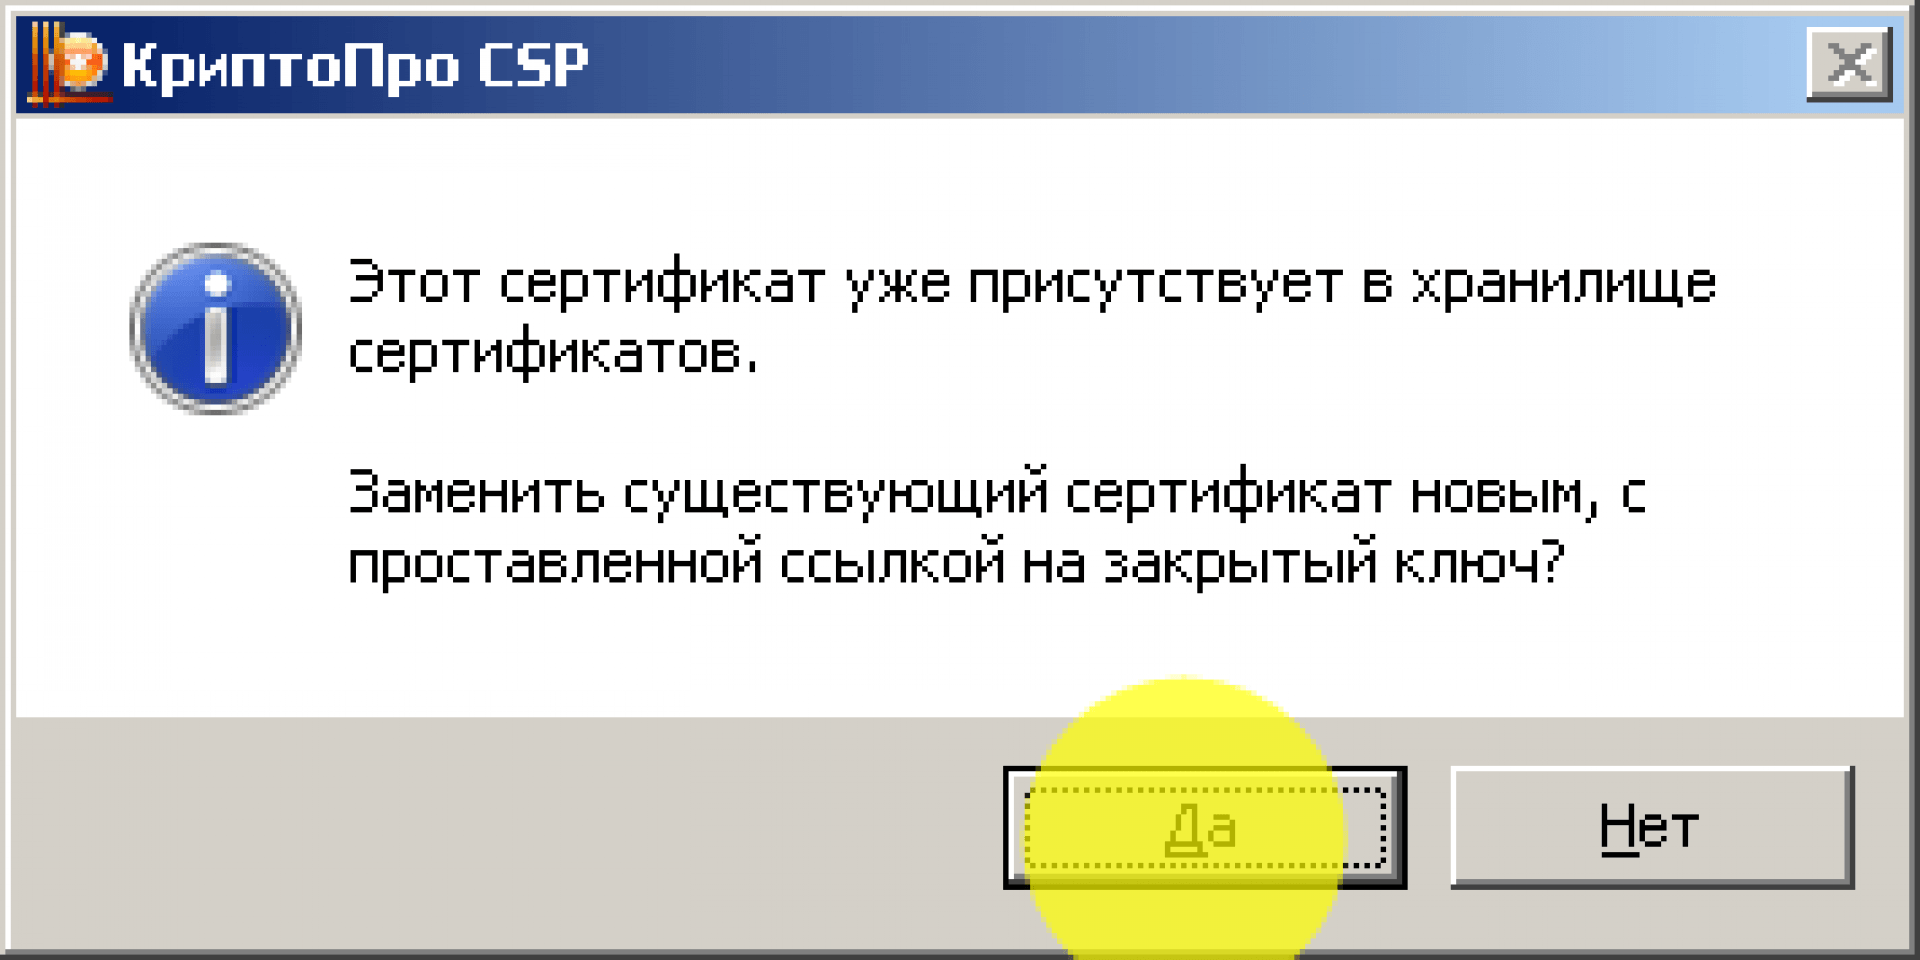 КриптоПро CSP
Этот сертификат уже присутствует в хранилище
сертификатов.
Заменить существующий сертификат новым, с
проставленной ссылкой на закрытый ключ?
Да
Нет